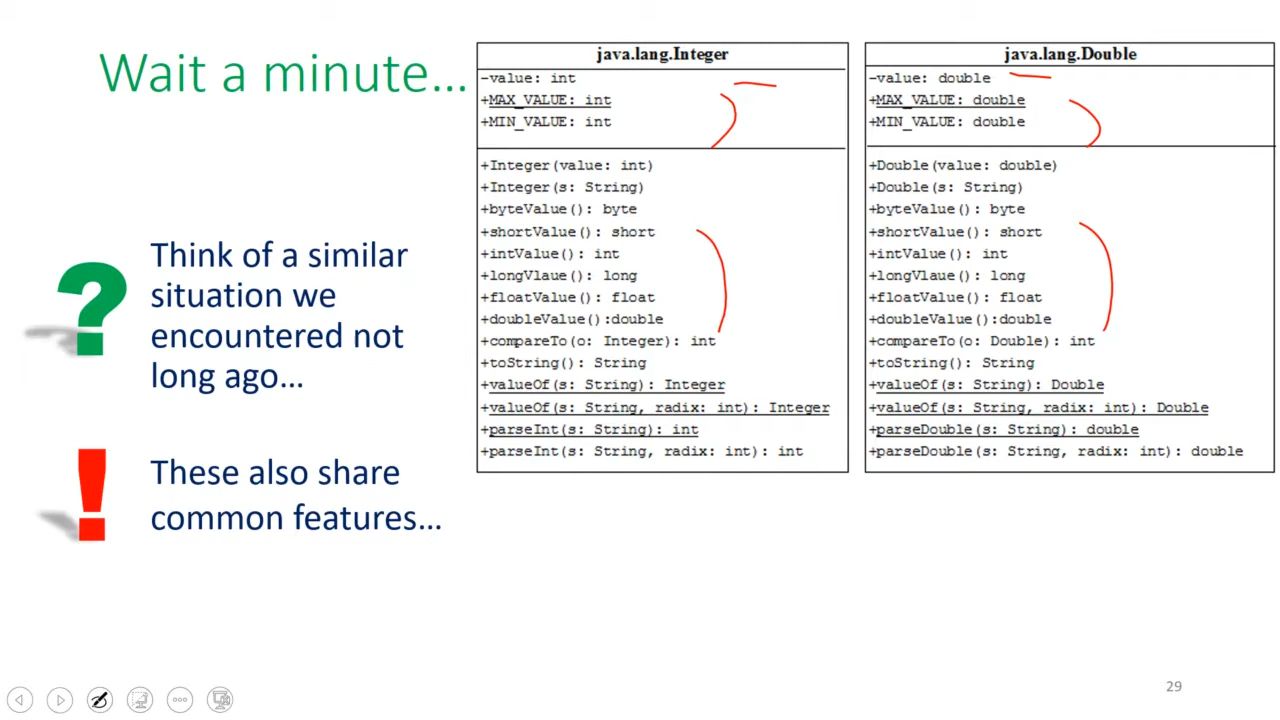 Wait a minute...
Think of a similar
situation we
encountered not
long ago...
These also share
common features...
java.lang.Integer
-value: int
+MAX_VALUE: int
+MIN_VALUE: int
+Integer(value: int)
+Integer(s: String)
+byteValue(): byte
+shortValue(): short
+intValue(): int
+longVlaue(): long
+floatValue(): float
+doubleValue():double
+compareTo(o: Integer): int
+toString(): String
+valueOf(s: String): Integer
+valueOf(s: String, radix: int): Integer
+parseInt(s: String): int
+parseInt(s: String, radix: int): int
java.lang.Double
-value: double
+MAX_VALUE: double
+MIN_VALUE: double
+Double(value: double)
+Double(s: String)
+byteValue(): byte
+shortValue(): short
+intValue(): int
+longVlaue(): long
+floatValue(): float
+doubleValue():double
+compareTo(o: Double): int
+toString(): String
+valueOf(s: String): Double
+valueOf(s: String, radix: int): Double
+parseDouble(s: String): double
+parseDouble(s: String, radix: int): double
29